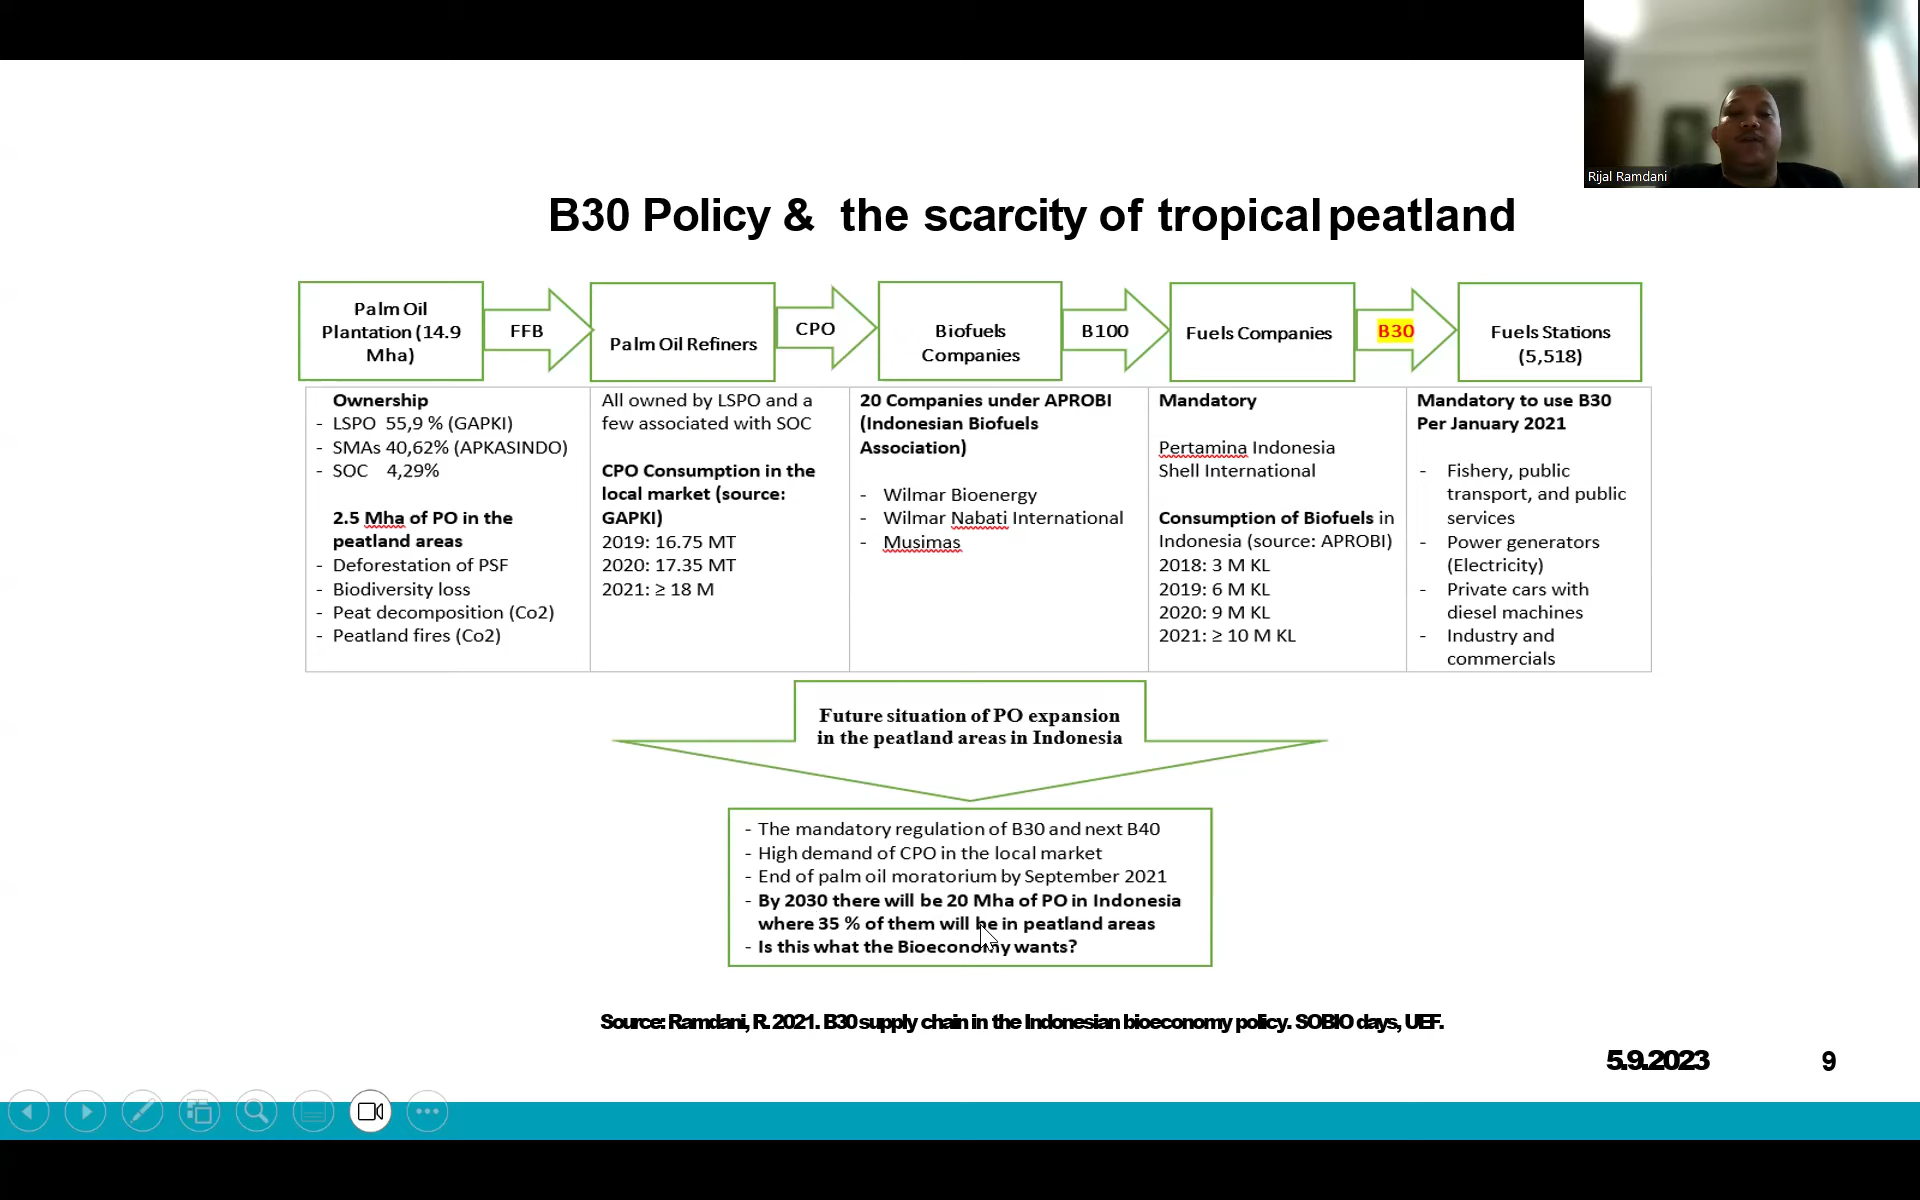 Rijal Ramdani
B30 Policy & the scarcity of tropical peatland
Palm Oil
Plantation (14.9
Mha)
FFB
Palm Oil Refiners
CPO
Biofuels
Companies
B100
Fuels Companies
B30
Fuels Stations
(5,518)
Ownership
- LSPO 55,9 % (GAPKI)
- SMAs 40,62% (APKASINDO)
- SOC 4,29%
2.5 Mha of PO in the
peatland areas
- Deforestation of PSF
- Biodiversity loss
- Peat decomposition (Co2)
- Peatland fires (Co2)
All owned by LSPO and a
few associated with SOC
CPO Consumption in the
local market (source:
GAPKI)
2019: 16.75 MT
2020: 17.35 MT
2021: ≥ 18 M
20 Companies under APROBI
(Indonesian Biofuels
Association)
- Wilmar Bioenergy
- Wilmar Nabati International
- Musimas
Mandatory
Pertamina Indonesia
Shell International
Consumption of Biofuels in
Indonesia (source: APROBI)
2018: 3 M KL
2019: 6 M KL
2020: 9 M KL
2021: ≥ 10 M KL
Mandatory to use B30
Per January 2021
- Fishery, public
transport, and public
services
- Power generators
(Electricity)
- Private cars with
diesel machines
- Industry and
commercials
Future situation of PO expansion
in the peatland areas in Indonesia
- The mandatory regulation of B30 and next B40
- High demand of CPO in the local market
- End of palm oil moratorium by September 2021
- By 2030 there will be 20 Mha of PO in Indonesia
where 35 % of them will be in peatland areas
- Is this what the Bioeconomy wants?
Source: Ramdani, R. 2021. B30 supply chain in the Indonesian bioeconomy policy. SOBIO days, UEF.
5.9.2023
9